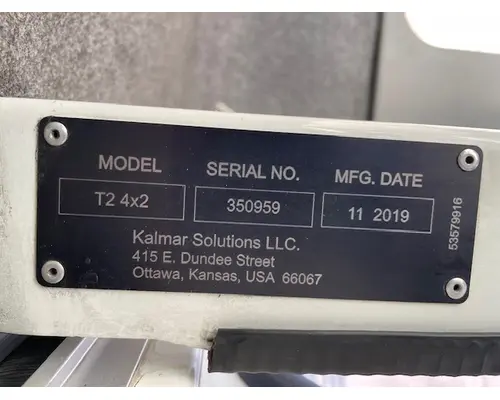 MODEL SERIAL NO. MFG. DATE
T2 4x2 350959 11 2019
Kalmar Solutions LLC.
415 E. Dundee Street
Ottawa, Kansas, USA 66067
53579916